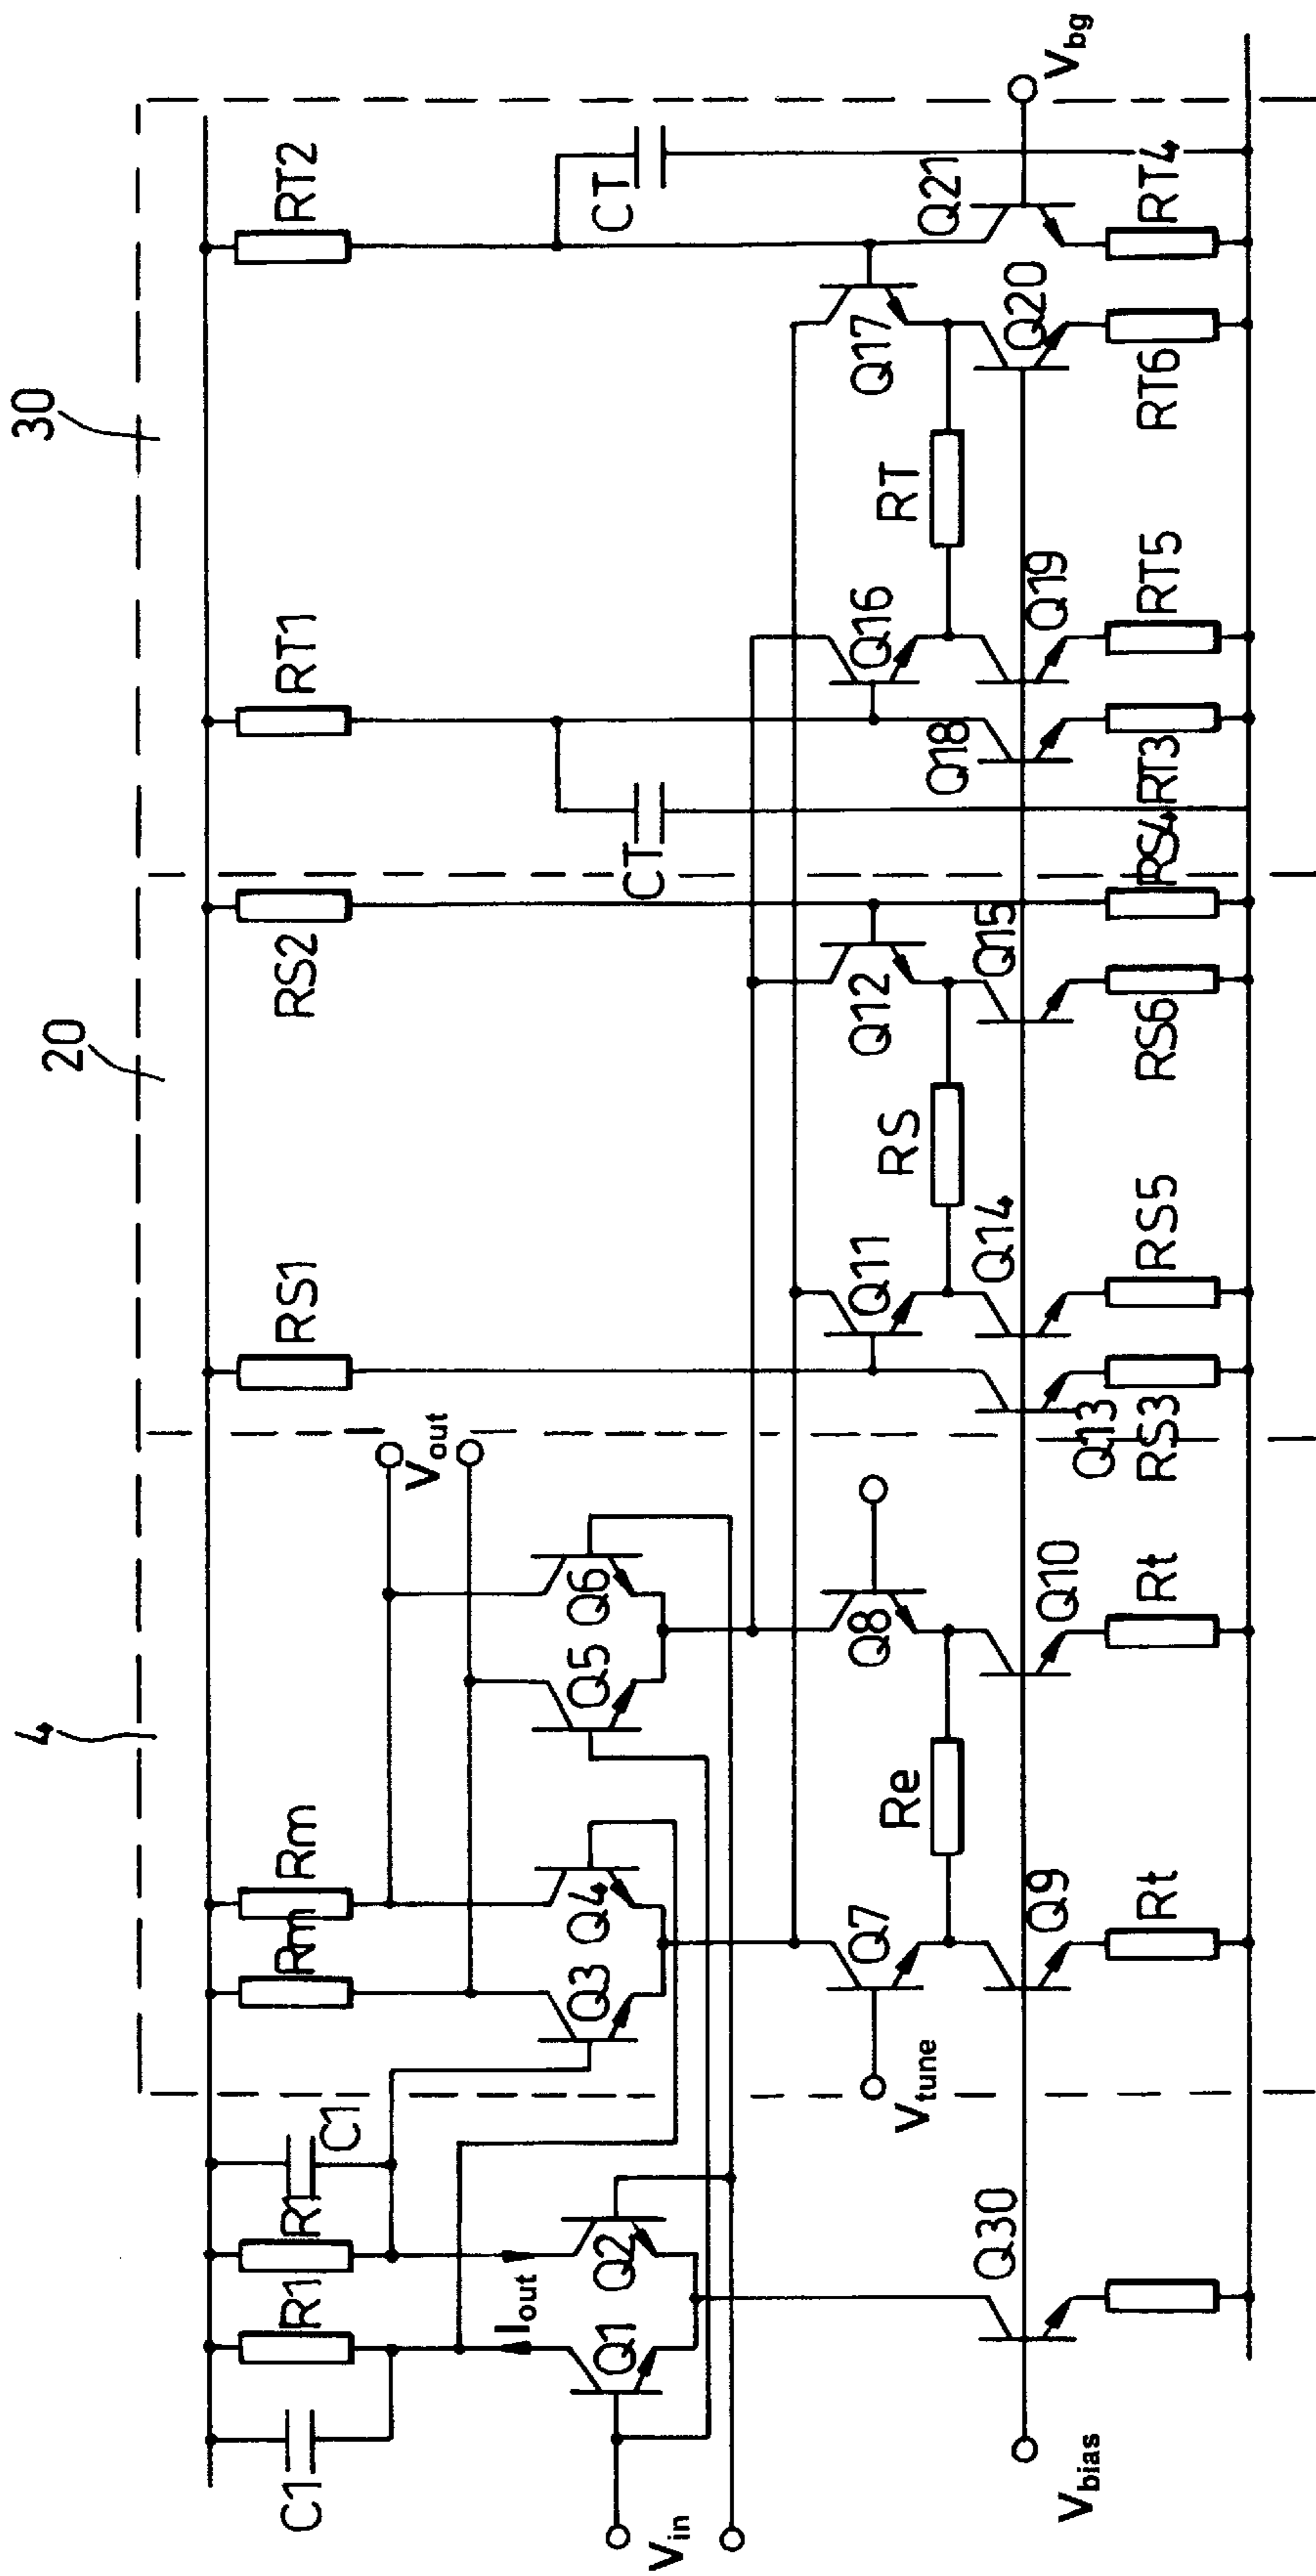 4
20
30
C1
R1
R1
C1
Rm
Rm
RS1
RS2
RT1
RT2
CT
CT
Vin
Iout
Q1
Q2
Q3
Q4
Q5
Q6
Vout
Vtune
Q7
Re
Q8
Q11
RS
Q12
Q16
RT
Q17
Vbias
Q30
Q9
Q10
Q13
Q14
Q15
Q18
Q19
Q20
Q21
Vbg
Rt
Rt
RS3
RS5
RS6
RS4
RT3
RT5
RT6
RT4